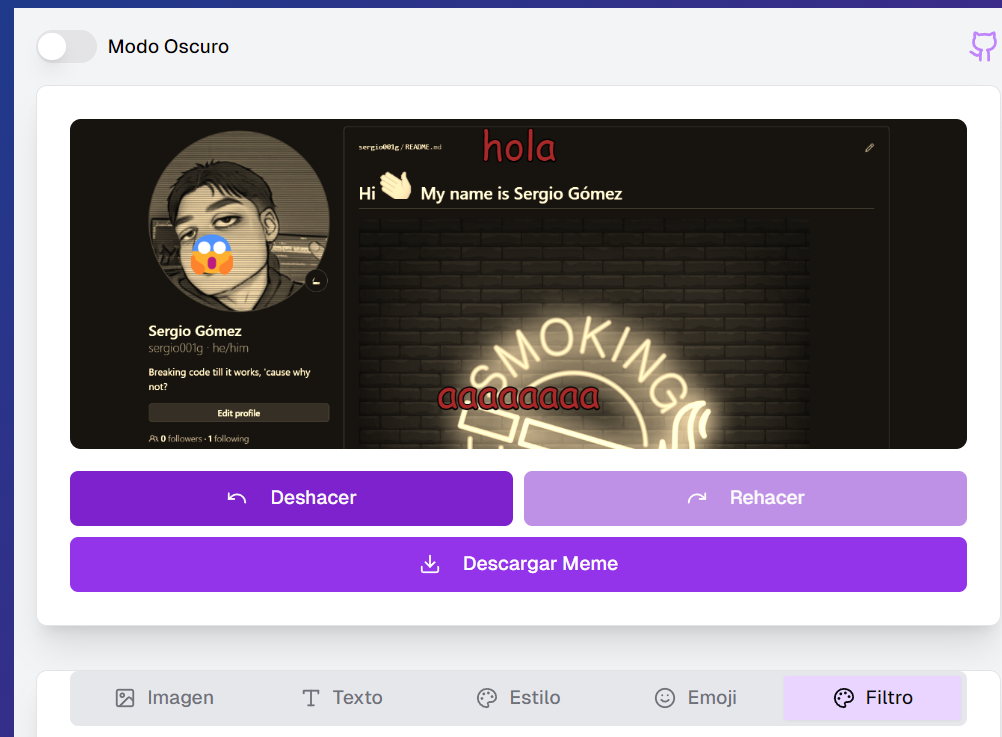 Modo Oscuro
sergio001g/README.md
hola
Hi 👋 My name is Sergio Gómez
SMOKING
aaaaaaaa
Sergio Gómez
sergio001g · he/him
Breaking code till it works, 'cause why
not?
Edit profile
0 followers · 1 following
Deshacer
Rehacer
Descargar Meme
Imagen
Texto
Estilo
Emoji
Filtro